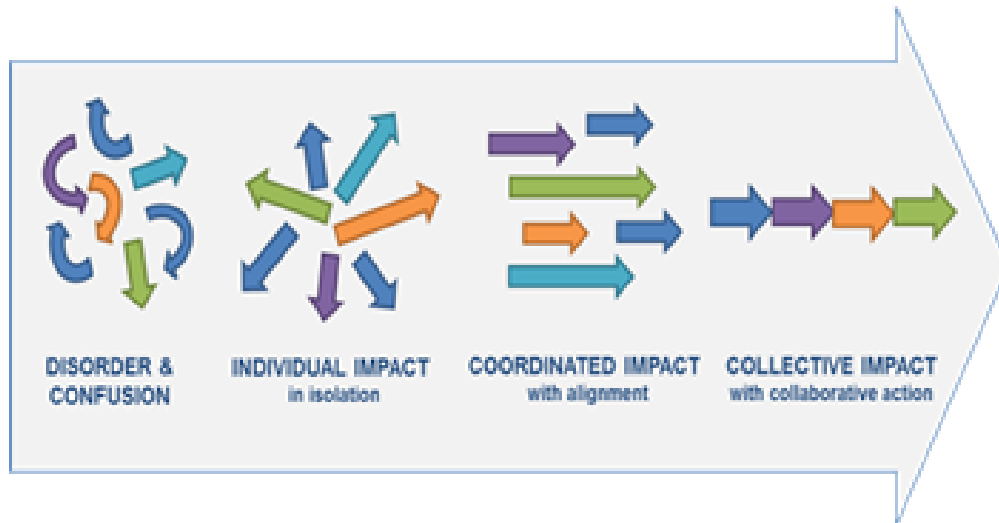 DISORDER &
CONFUSION
INDIVIDUAL IMPACT
in isolation
COORDINATED IMPACT
with alignment
COLLECTIVE IMPACT
with collaborative action